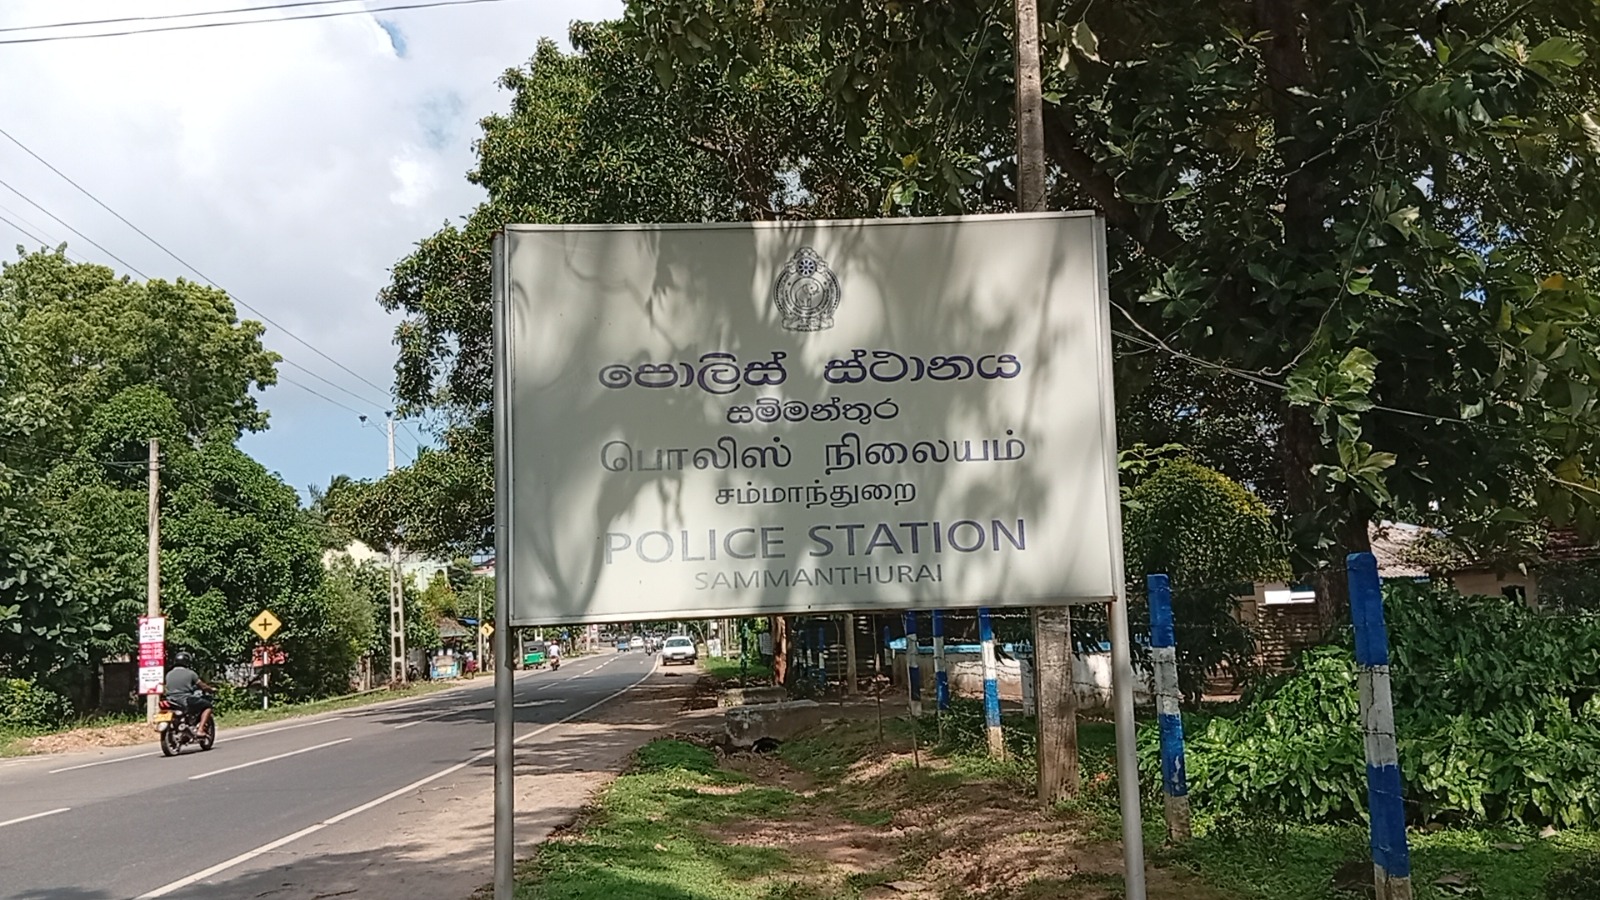 පොලිස් ස්ථානය
සම්මන්තුර
பொலிஸ் நிலையம்
சம்மாந்துறை
POLICE STATION
SAMMANTHURAI